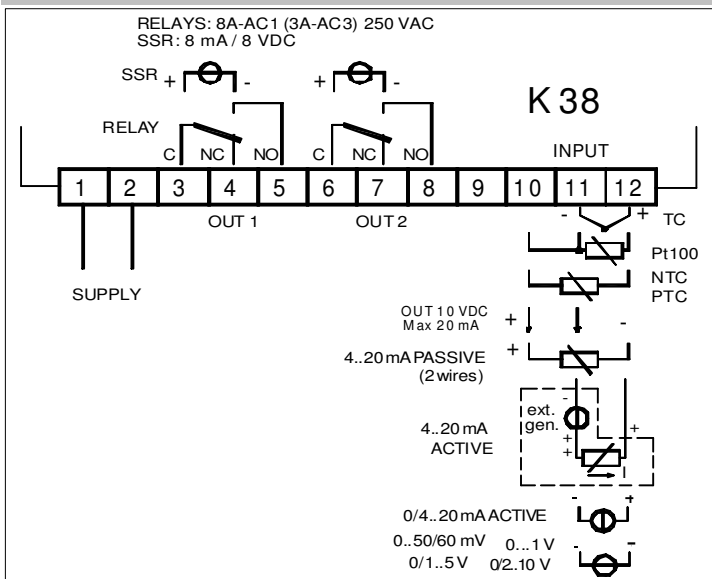 RELAYS: 8A-AC1 (3A-AC3) 250 VAC
SSR: 8 mA / 8 VDC
SSR + - + -
K 38
RELAY
C NC NO C NC NO INPUT
1 2 3 4 5 6 7 8 9 10 11 12
OUT 1 OUT 2
- + TC
Pt100
SUPPLY
NTC
PTC
OUT 10 VDC
Max 20 mA
+ -
4..20 mA PASSIVE
(2 wires)
+
-
ext.
gen.
+
+
+
4..20 mA
ACTIVE
I
- +
0/4..20 mA ACTIVE
0..50/60 mV 0...1 V
- -
0/1..5 V 0/2..10 V